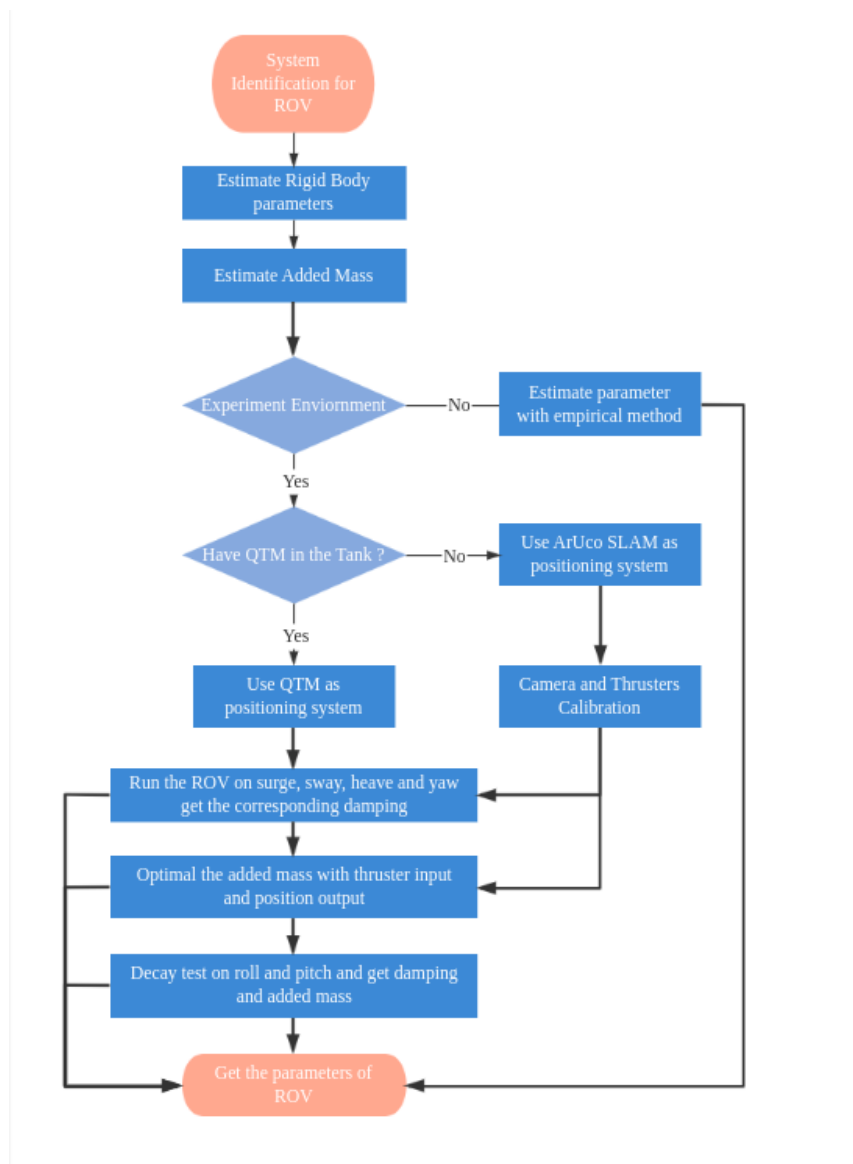 System
Identification for
ROV
Estimate Rigid Body
parameters
Estimate Added Mass
Experiment Enviornment
No
Estimate parameter
with empirical method
Yes
Have QTM in the Tank ?
No
Use ArUco SLAM as
positioning system
Yes
Use QTM as
positioning system
Camera and Thrusters
Calibration
Run the ROV on surge, sway, heave and yaw
get the corresponding damping
Optimal the added mass with thruster input
and position output
Decay test on roll and pitch and get damping
and added mass
Get the parameters of
ROV